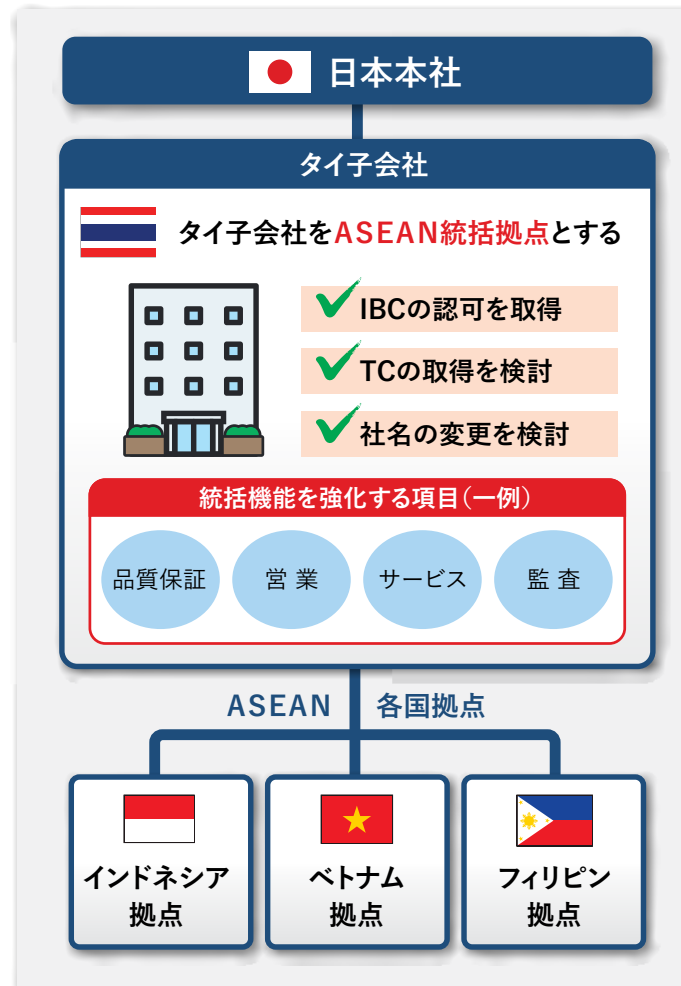 日本本社
タイ子会社
タイ子会社をASEAN統括拠点とする
IBCの認可を取得
TCの取得を検討
社名の変更を検討
統括機能を強化する項目（一例）
品質保証
営業
サービス
監査
ASEAN 各国拠点
インドネシア
拠点
ベトナム
拠点
フィリピン
拠点